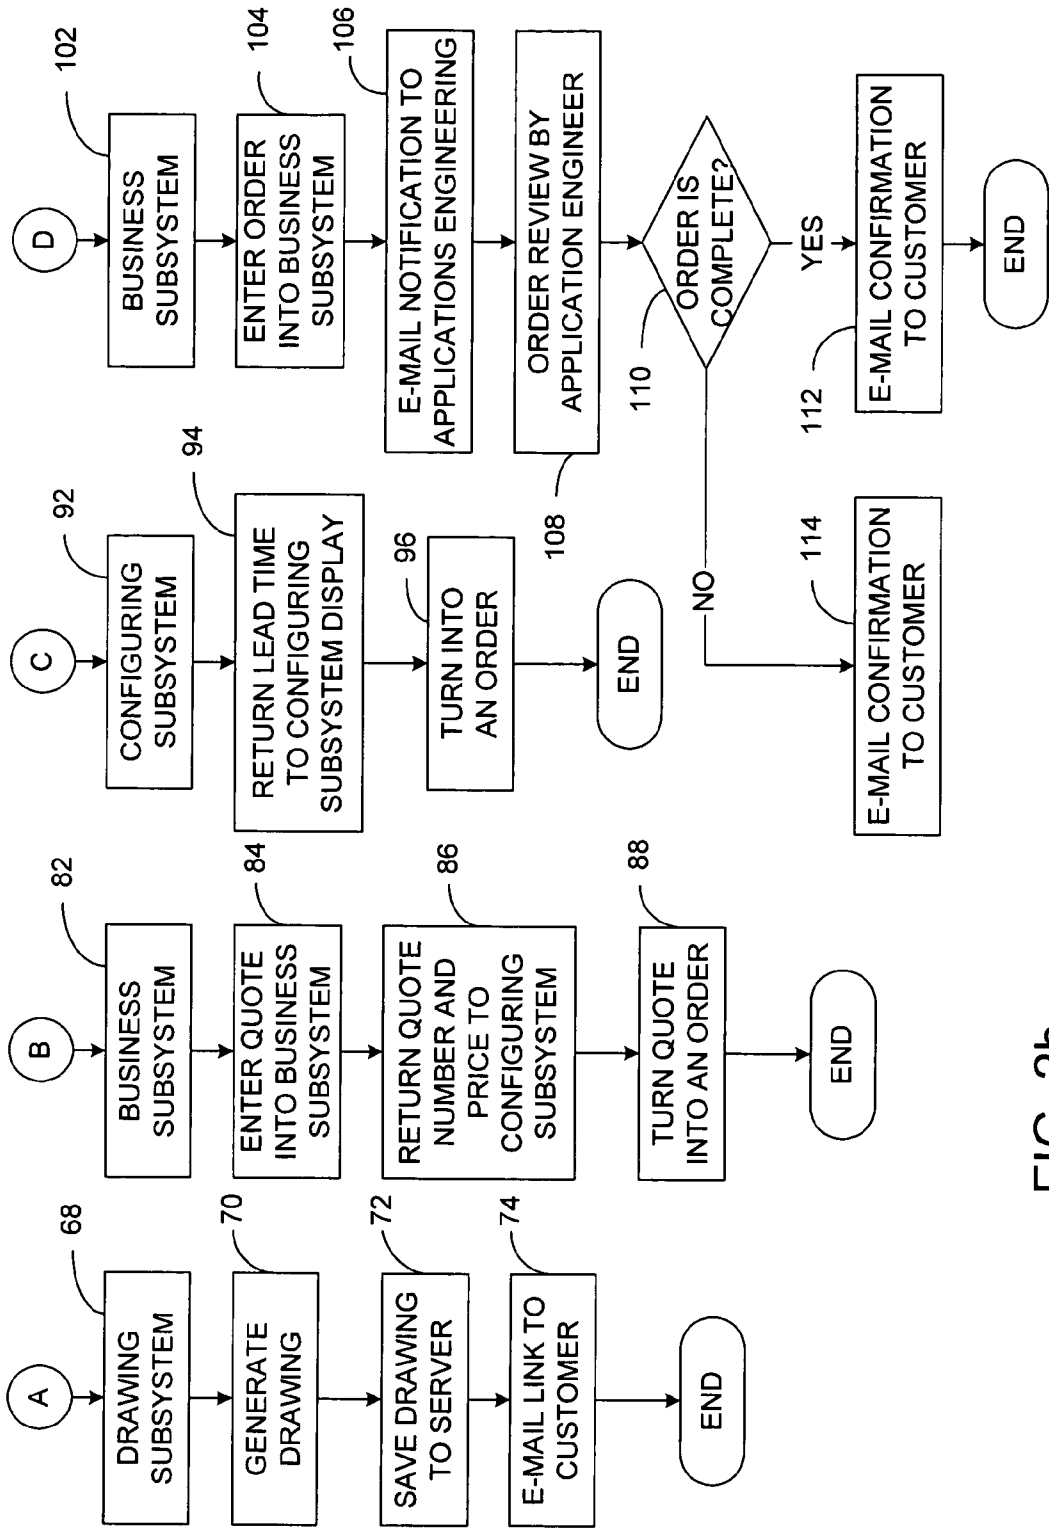 A
68
DRAWING
SUBSYSTEM
70
GENERATE
DRAWING
72
SAVE DRAWING
TO SERVER
74
E-MAIL LINK TO
CUSTOMER
END
B
82
BUSINESS
SUBSYSTEM
84
ENTER QUOTE
INTO BUSINESS
SUBSYSTEM
86
RETURN QUOTE
NUMBER AND
PRICE TO
CONFIGURING
SUBSYSTEM
88
TURN QUOTE
INTO AN ORDER
END
C
92
CONFIGURING
SUBSYSTEM
94
RETURN LEAD TIME
TO CONFIGURING
SUBSYSTEM DISPLAY
96
TURN INTO
AN ORDER
END
D
102
BUSINESS
SUBSYSTEM
104
ENTER ORDER
INTO BUSINESS
SUBSYSTEM
106
E-MAIL NOTIFICATION TO
APPLICATIONS ENGINEERING
108
ORDER REVIEW BY
APPLICATION ENGINEER
110
ORDER IS
COMPLETE?
NO
YES
114
E-MAIL CONFIRMATION
TO CUSTOMER
112
E-MAIL CONFIRMATION
TO CUSTOMER
END